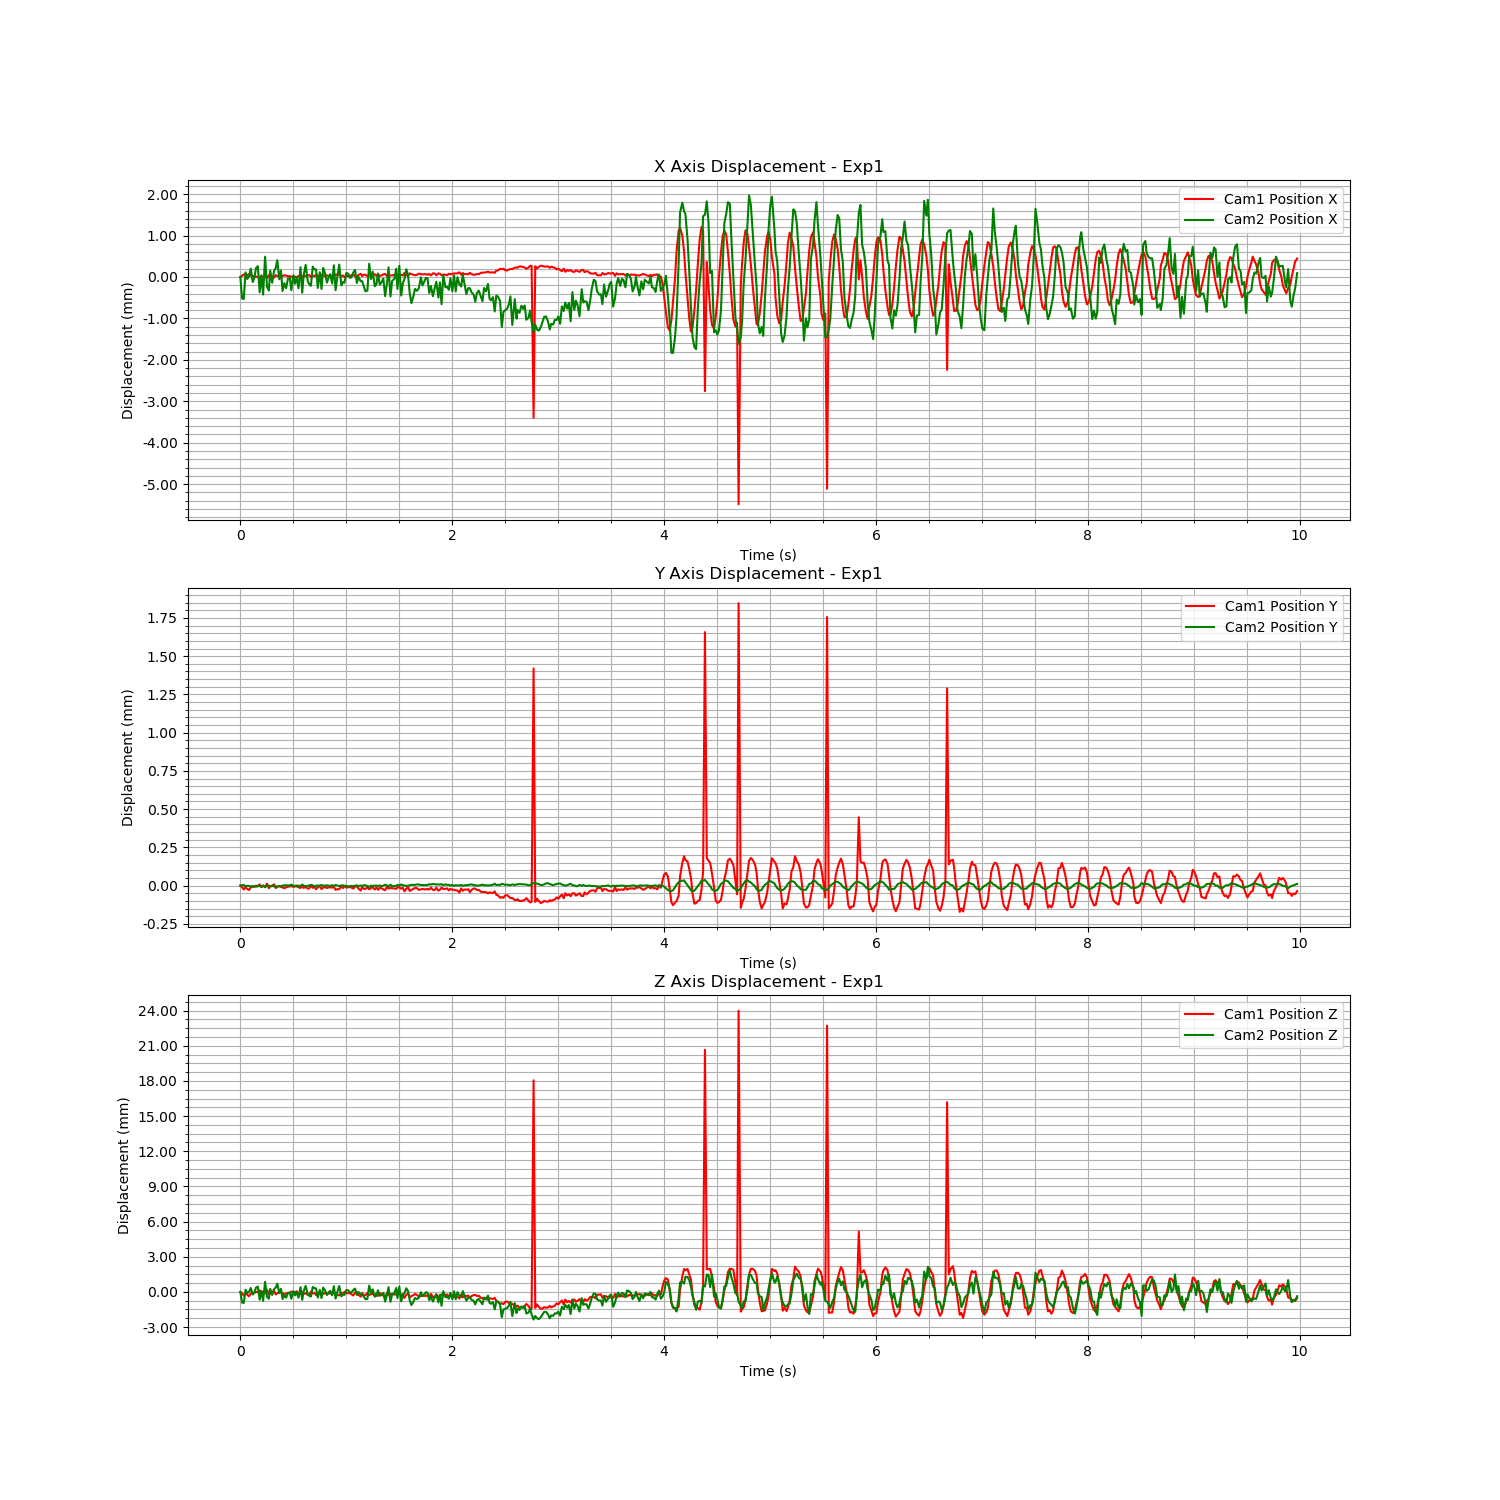 X Axis Displacement - Exp1
2.00
1.00
0.00
-1.00
-2.00
-3.00
-4.00
-5.00
Displacement (mm)
Cam1 Position X
Cam2 Position X
0 2 4 6 8 10
Time (s)
Y Axis Displacement - Exp1
1.75
1.50
1.25
1.00
0.75
0.50
0.25
0.00
-0.25
Displacement (mm)
Cam1 Position Y
Cam2 Position Y
0 2 4 6 8 10
Time (s)
Z Axis Displacement - Exp1
24.00
21.00
18.00
15.00
12.00
9.00
6.00
3.00
0.00
-3.00
Displacement (mm)
Cam1 Position Z
Cam2 Position Z
0 2 4 6 8 10
Time (s)